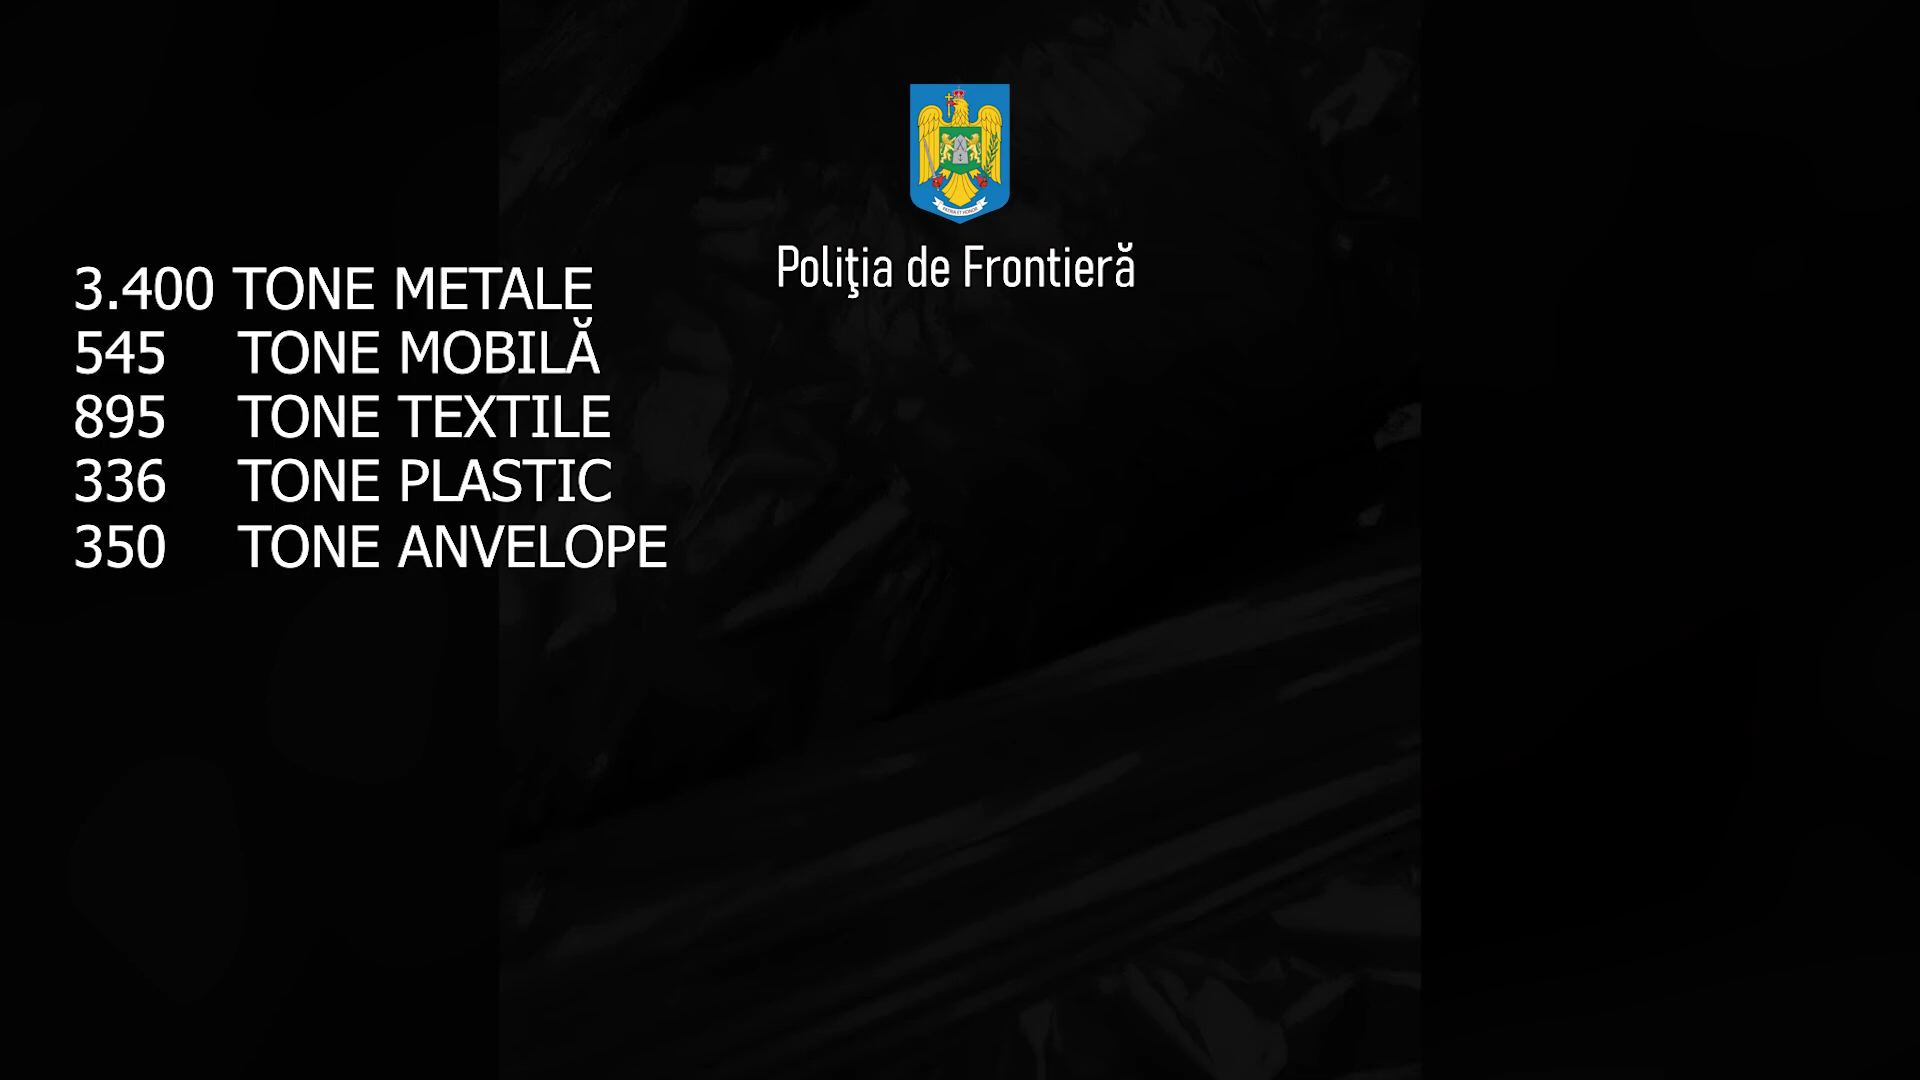 Poliţia de Frontieră
3.400 TONE METALE
545 TONE MOBILĂ
895 TONE TEXTILE
336 TONE PLASTIC
350 TONE ANVELOPE